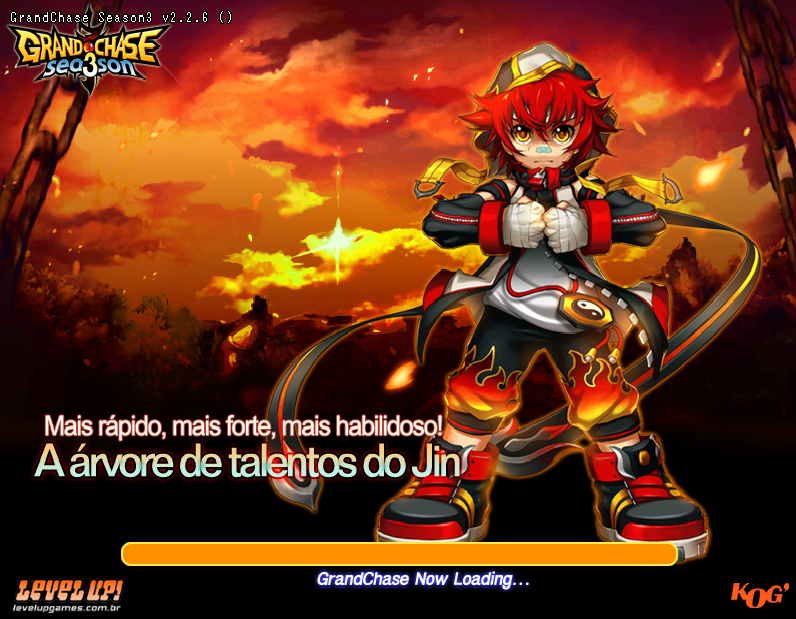 GrandChase Season3 v2.2.6 ()
GRAND CHASE
sea3son
Mais rápido, mais forte, mais habilidoso!
A árvore de talentos do Jin
GrandChase Now Loading...
LEVEL UP!
levelupgames.com.br
KOG'